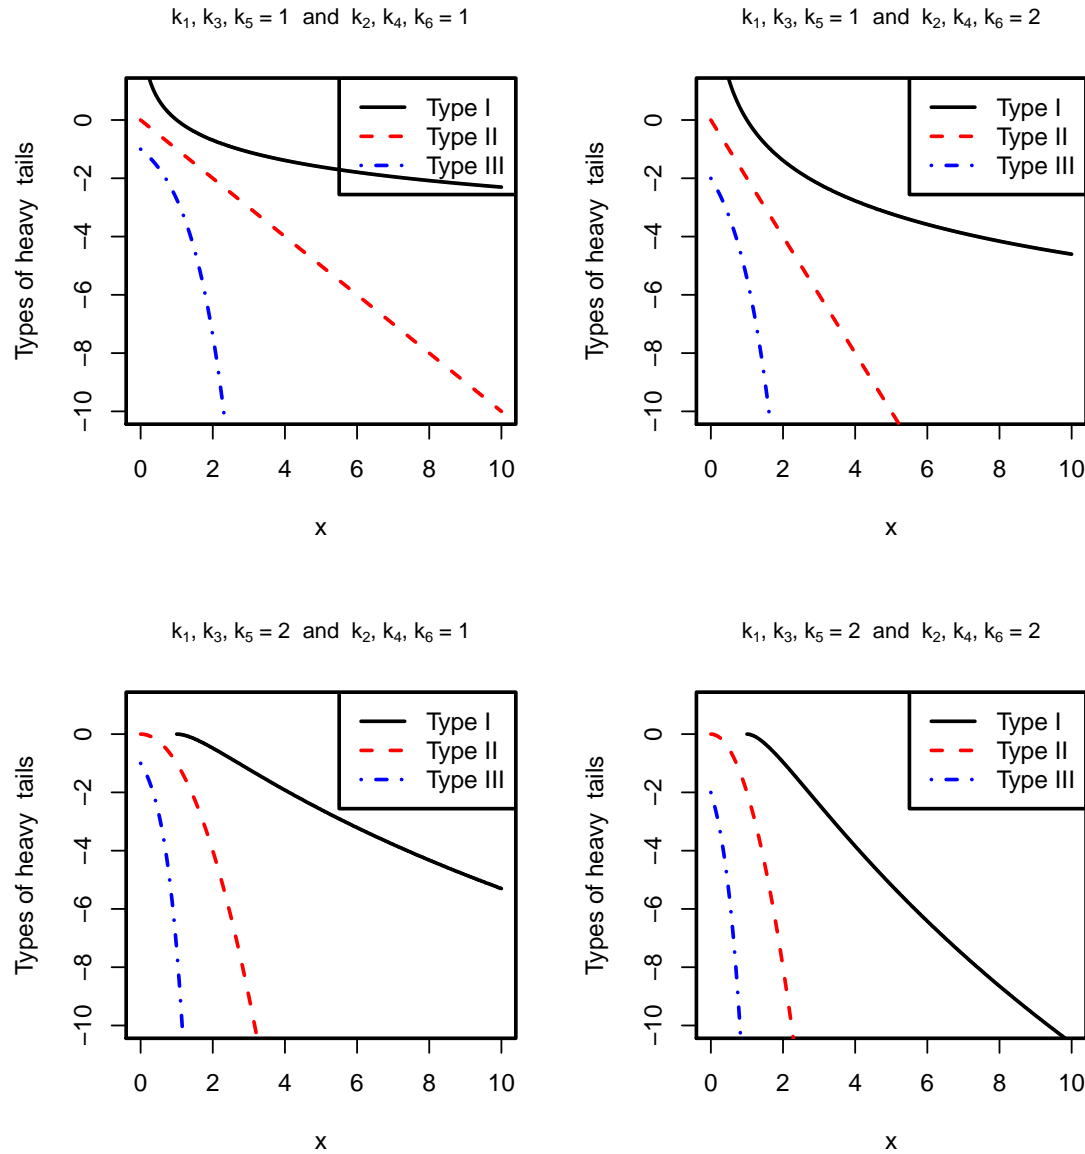 k₁, k₃, k₅ = 1 and k₂, k₄, k₆ = 1
Types of heavy tails
0
−2
−4
−6
−8
−10
Type I
Type II
Type III
0 2 4 6 8 10
x
k₁, k₃, k₅ = 1 and k₂, k₄, k₆ = 2
Types of heavy tails
0
−2
−4
−6
−8
−10
Type I
Type II
Type III
0 2 4 6 8 10
x
k₁, k₃, k₅ = 2 and k₂, k₄, k₆ = 1
Types of heavy tails
0
−2
−4
−6
−8
−10
Type I
Type II
Type III
0 2 4 6 8 10
x
k₁, k₃, k₅ = 2 and k₂, k₄, k₆ = 2
Types of heavy tails
0
−2
−4
−6
−8
−10
Type I
Type II
Type III
0 2 4 6 8 10
x